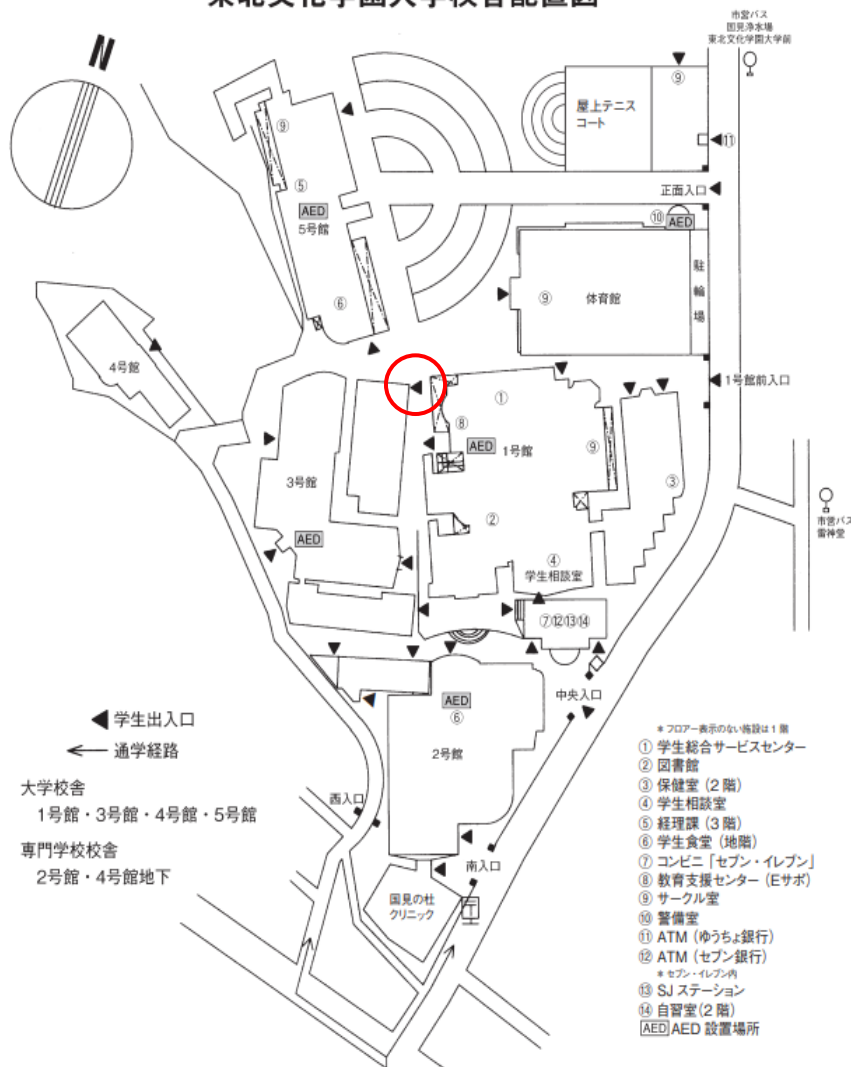 東北文化学園大学校舎配置図
市営バス
国見浄水場
東北文化学園大学前
N
⑨
屋上テニス
コート
⑨
⑪
⑤
AED
5号館
正面入口
⑩ AED
駐輪場
⑥
⑨
体育館
4号館
1号館前入口
①
⑧
AED
1号館
⑨
3号館
③
②
市営バス
雷神堂
AED
④
学生相談室
⑦⑫⑬⑭
中央入口
AED
⑥
2号館
◀ 学生出入口
← 通学経路
大学校舎
1号館・3号館・4号館・5号館
専門学校校舎
2号館・4号館地下
西入口
南入口
国見の杜
クリニック
〒
* フロアー表示のない施設は1階
① 学生総合サービスセンター
② 図書館
③ 保健室(2階)
④ 学生相談室
⑤ 経理課(3階)
⑥ 学生食堂(地階)
⑦ コンビニ「セブン・イレブン」
⑧ 教育支援センター(Eサポ)
⑨ サークル室
⑩ 警備室
⑪ ATM(ゆうちょ銀行)
⑫ ATM(セブン銀行)
* セブン・イレブン内
⑬ SJ ステーション
⑭ 自習室(2階)
AED AED 設置場所